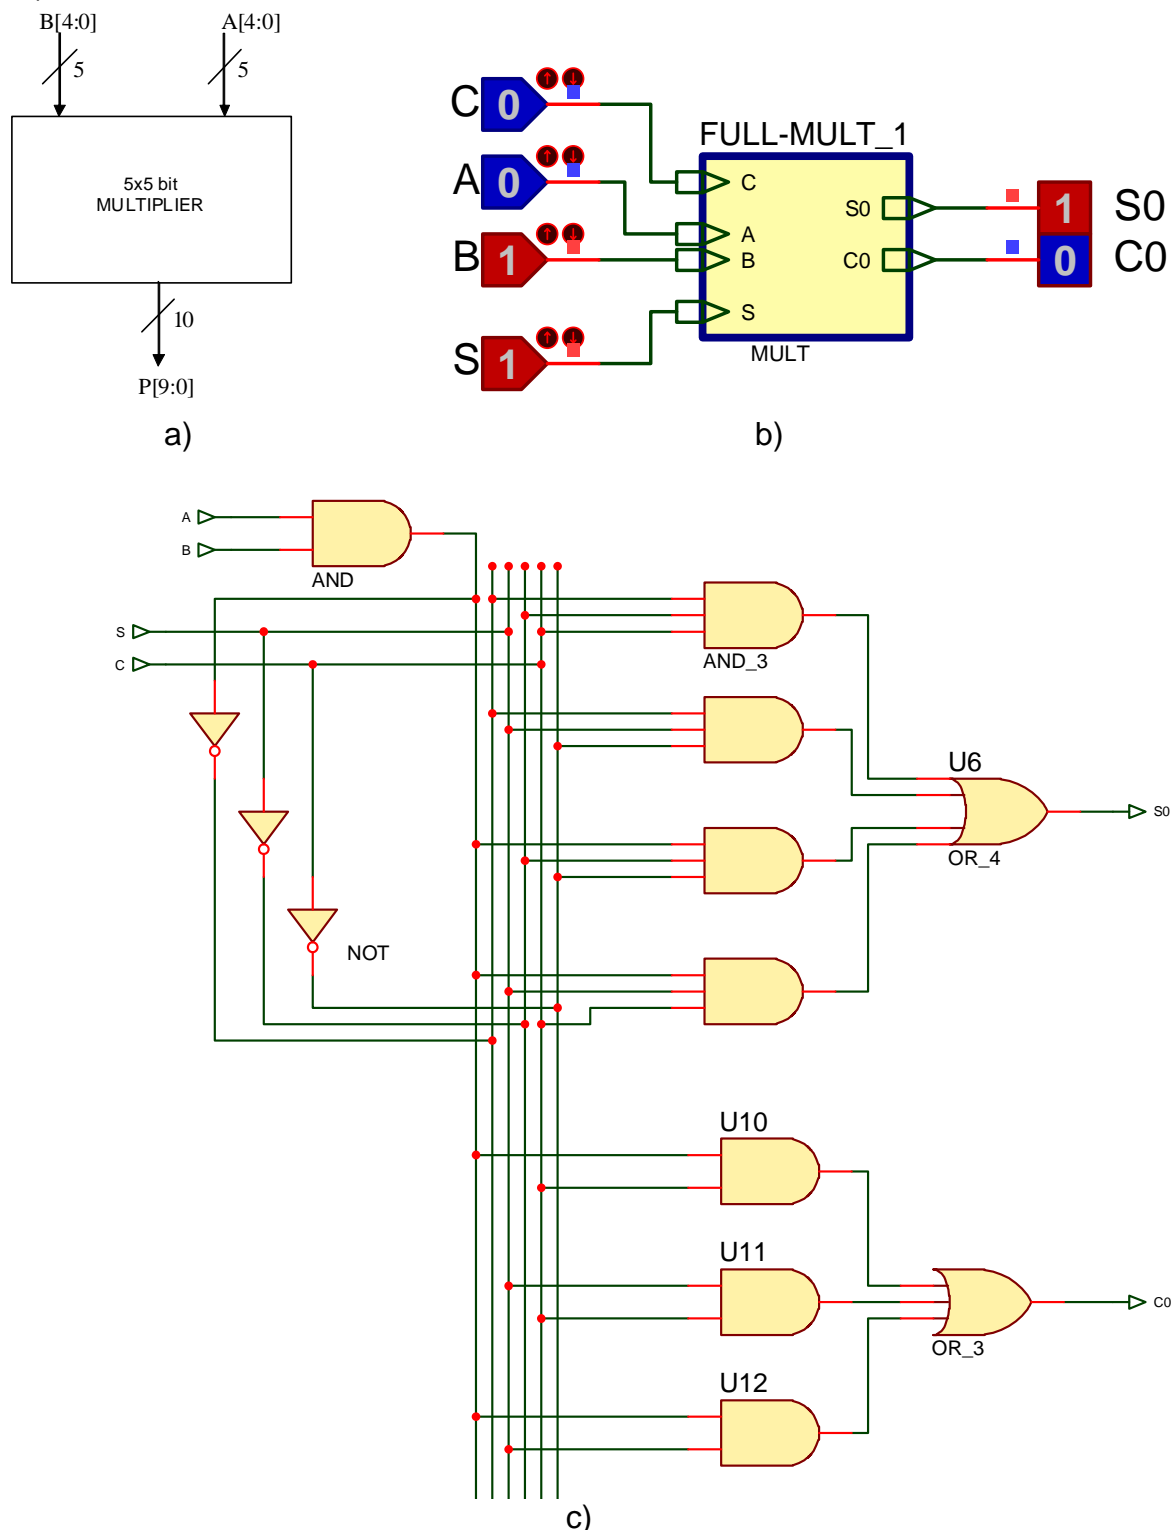 B[4:0]
A[4:0]
5
5
5x5 bit
MULTIPLIER
10
P[9:0]
a)
C 0
A 0
B 1
S 1
FULL-MULT_1
C
A
B
S
S0
C0
MULT
1 S0
0 C0
b)
A
B
AND
S
C
AND_3
U6
S0
OR_4
NOT
U10
U11
C0
OR_3
U12
c)